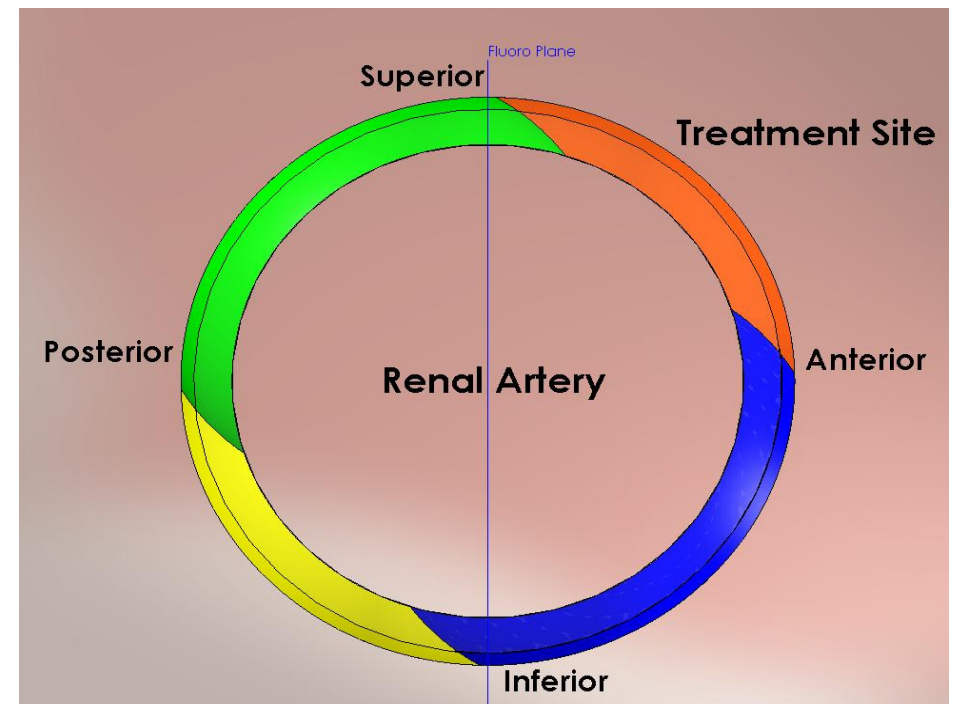 Fluoro Plane
Superior
Treatment Site
Posterior
Anterior
Renal Artery
Inferior